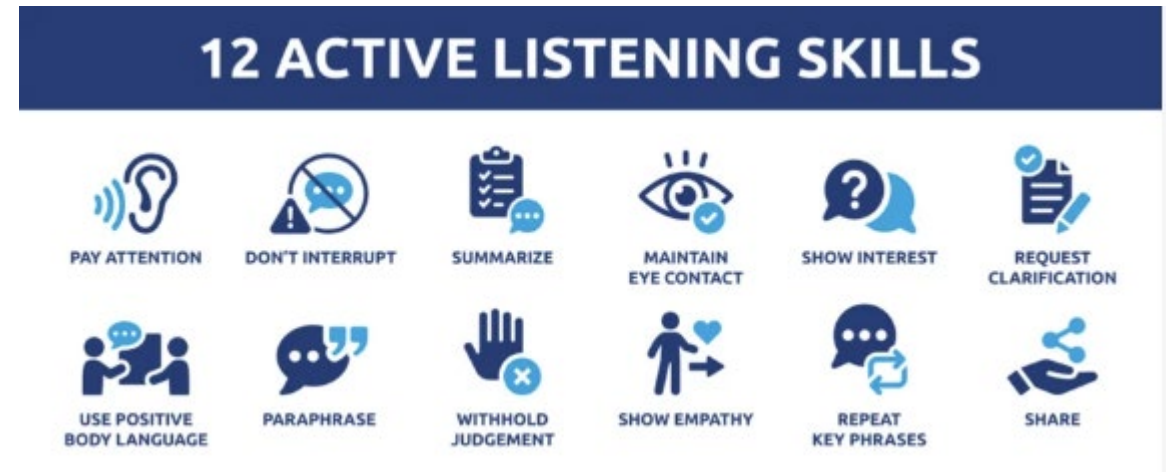 12 ACTIVE LISTENING SKILLS
PAY ATTENTION
DON'T INTERRUPT
SUMMARIZE
MAINTAIN
EYE CONTACT
SHOW INTEREST
REQUEST
CLARIFICATION
USE POSITIVE
BODY LANGUAGE
PARAPHRASE
WITHHOLD
JUDGEMENT
SHOW EMPATHY
REPEAT
KEY PHRASES
SHARE